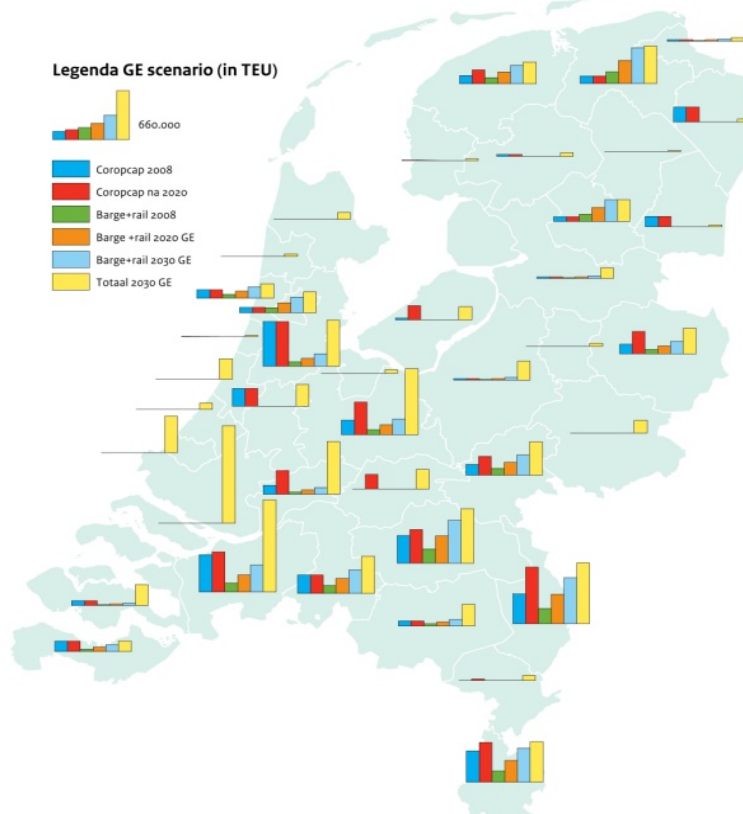 Legenda GE scenario (in TEU)
660.000
Coropcap 2008
Coropcap na 2020
Barge+rail 2008
Barge +rail 2020 GE
Barge+rail 2030 GE
Totaal 2030 GE